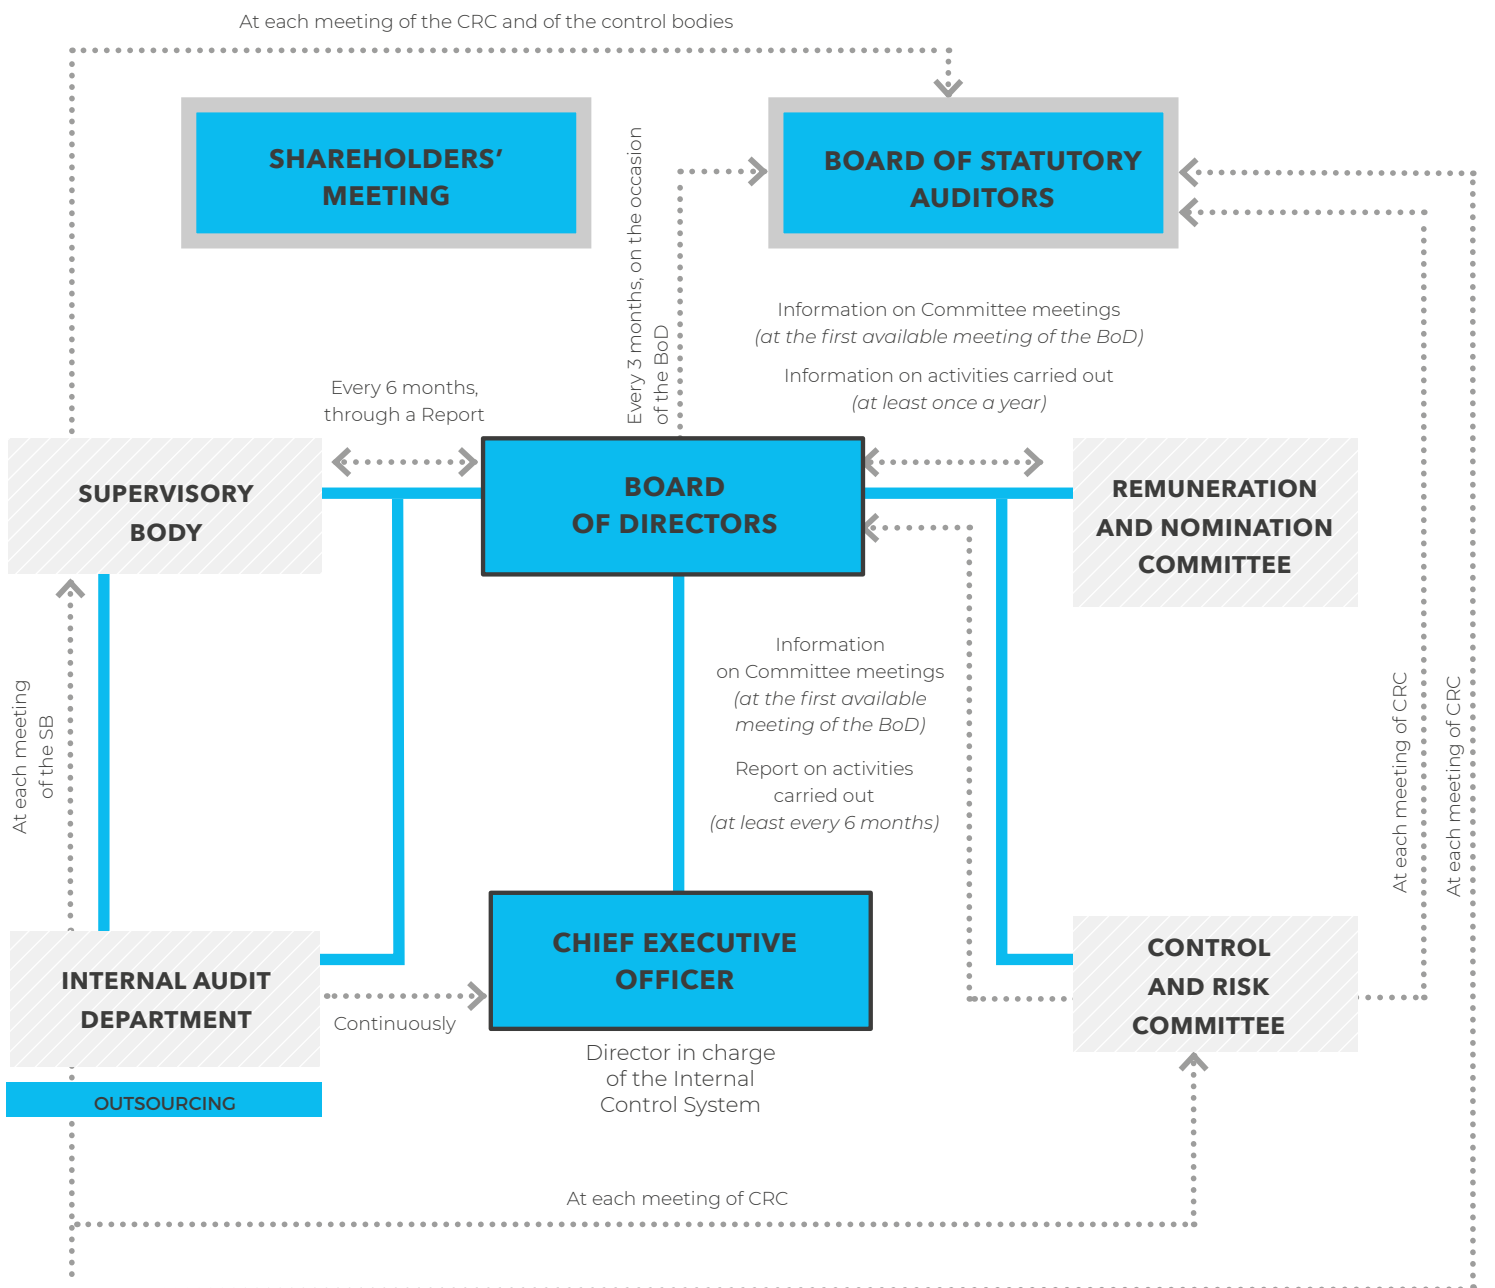 At each meeting of the CRC and of the control bodies
SHAREHOLDERS’
MEETING
BOARD OF STATUTORY
AUDITORS
Every 3 months, on the occasion
of the BoD
Information on Committee meetings
(at the first available meeting of the BoD)
Information on activities carried out
(at least once a year)
Every 6 months,
through a Report
SUPERVISORY
BODY
BOARD
OF DIRECTORS
REMUNERATION
AND NOMINATION
COMMITTEE
At each meeting
of the SB
Information
on Committee meetings
(at the first available
meeting of the BoD)
Report on activities
carried out
(at least every 6 months)
At each meeting of CRC
At each meeting of CRC
INTERNAL AUDIT
DEPARTMENT
OUTSOURCING
Continuously
CHIEF EXECUTIVE
OFFICER
Director in charge
of the Internal
Control System
CONTROL
AND RISK
COMMITTEE
At each meeting of CRC